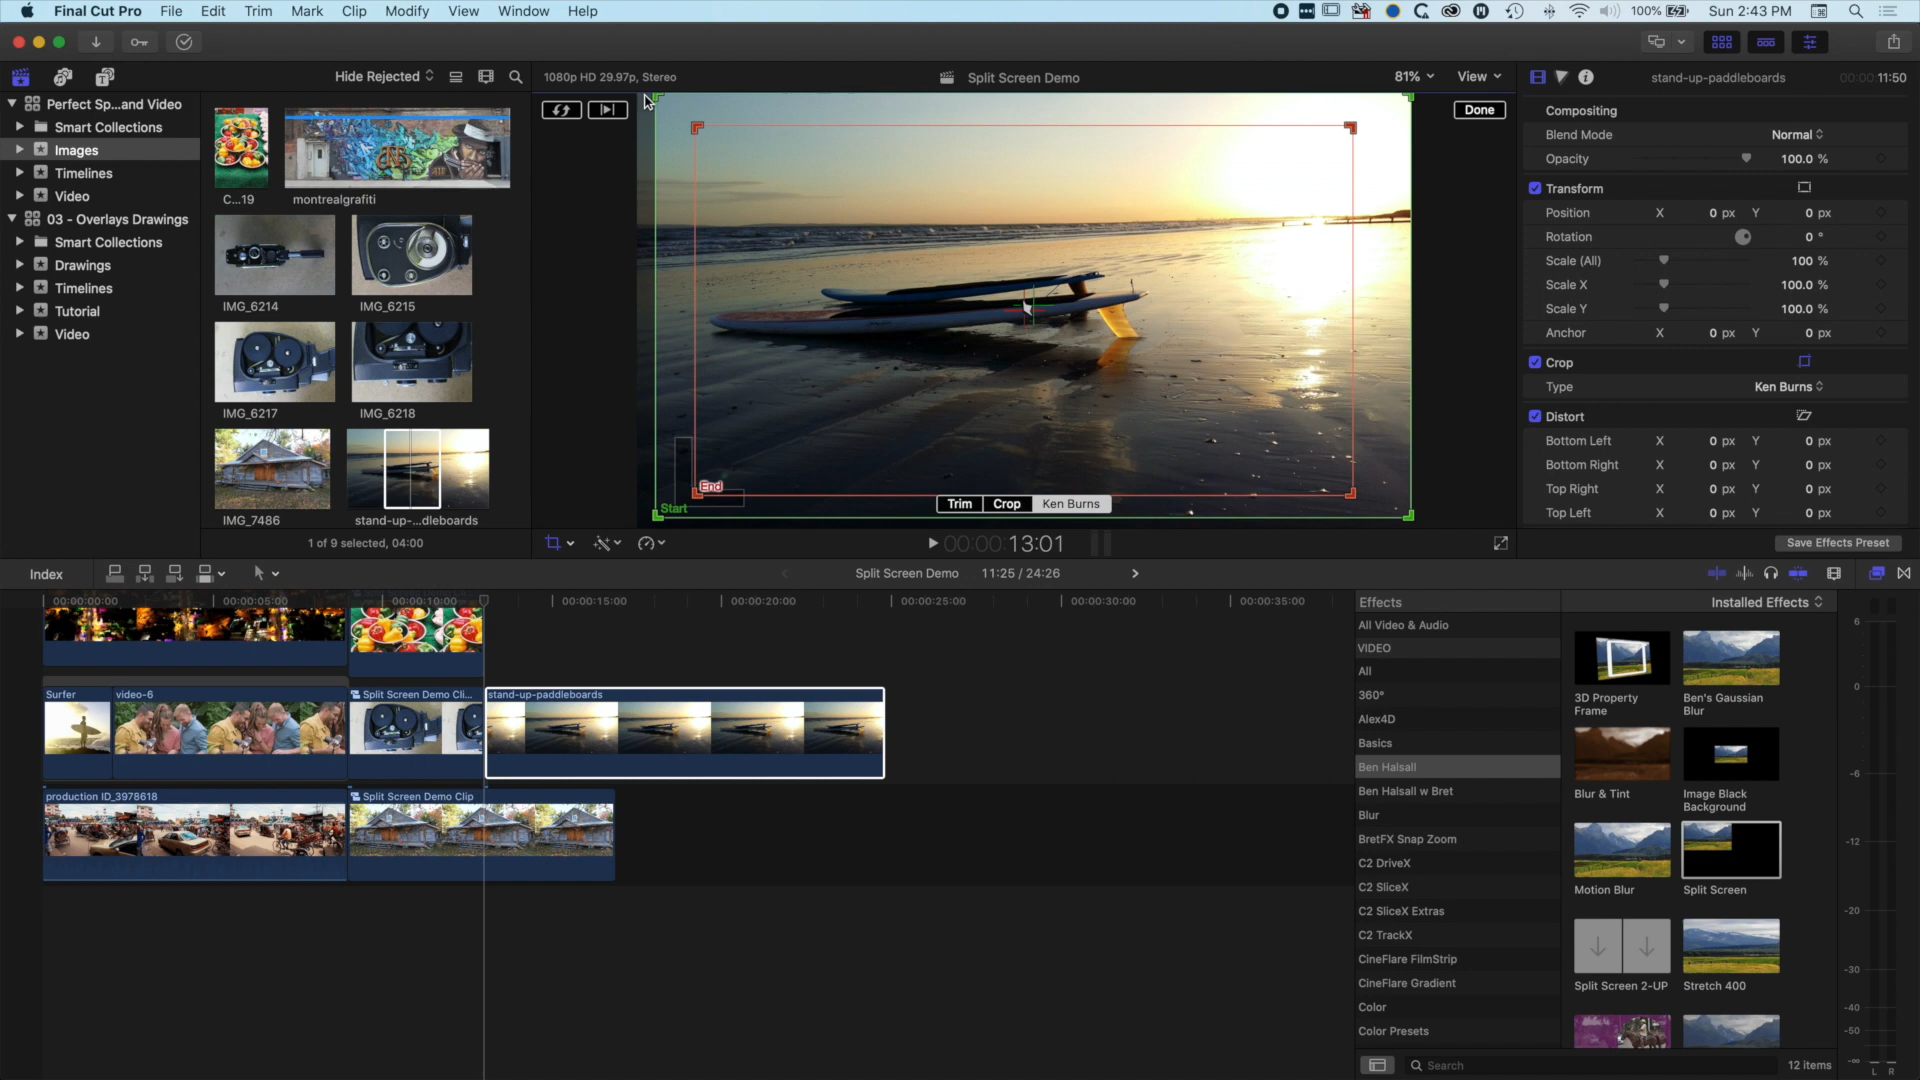 Final Cut Pro File Edit Trim Mark Clip Modify View Window Help
100% Sun 2:43 PM
Hide Rejected
1080p HD 29.97p, Stereo
Split Screen Demo
81%
View
stand-up-paddleboards
00:00:11:50
Perfect Sp...and Video
Smart Collections
Images
Timelines
Video
03 - Overlays Drawings
Smart Collections
Drawings
Timelines
Tutorial
Video
C...19
montrealgrafiti
IMG_6214
IMG_6215
IMG_6217
IMG_6218
IMG_7486
stand-up-...dleboards
1 of 9 selected, 04:00
Done
End
Start
Trim Crop Ken Burns
00:00:13:01
Compositing
Blend Mode Normal
Opacity 100.0 %
Transform
Position X 0 px Y 0 px
Rotation 0 °
Scale (All) 100 %
Scale X 100.0 %
Scale Y 100.0 %
Anchor X 0 px Y 0 px
Crop
Type Ken Burns
Distort
Bottom Left X 0 px Y 0 px
Bottom Right X 0 px Y 0 px
Top Right X 0 px Y 0 px
Top Left X 0 px Y 0 px
Save Effects Preset
Index
Split Screen Demo 11:25 / 24:26
00:00:00:00 00:00:05:00 00:00:10:00 00:00:15:00 00:00:20:00 00:00:25:00 00:00:30:00 00:00:35:00
Surfer
video-6
Split Screen Demo Cli...
stand-up-paddleboards
production ID_3978618
Split Screen Demo Clip
Effects
Installed Effects
All Video & Audio
VIDEO
All
360°
Alex4D
Basics
Ben Halsall
Ben Halsall w Bret
Blur
BretFX Snap Zoom
C2 DriveX
C2 SliceX
C2 SliceX Extras
C2 TrackX
CineFlare FilmStrip
CineFlare Gradient
Color
Color Presets
3D Property Frame
Ben's Gaussian Blur
Blur & Tint
Image Black Background
Motion Blur
Split Screen
Split Screen 2-UP
Stretch 400
Search
12 items
6
0
-6
-12
-20
-30
-40
-50
-∞
L R